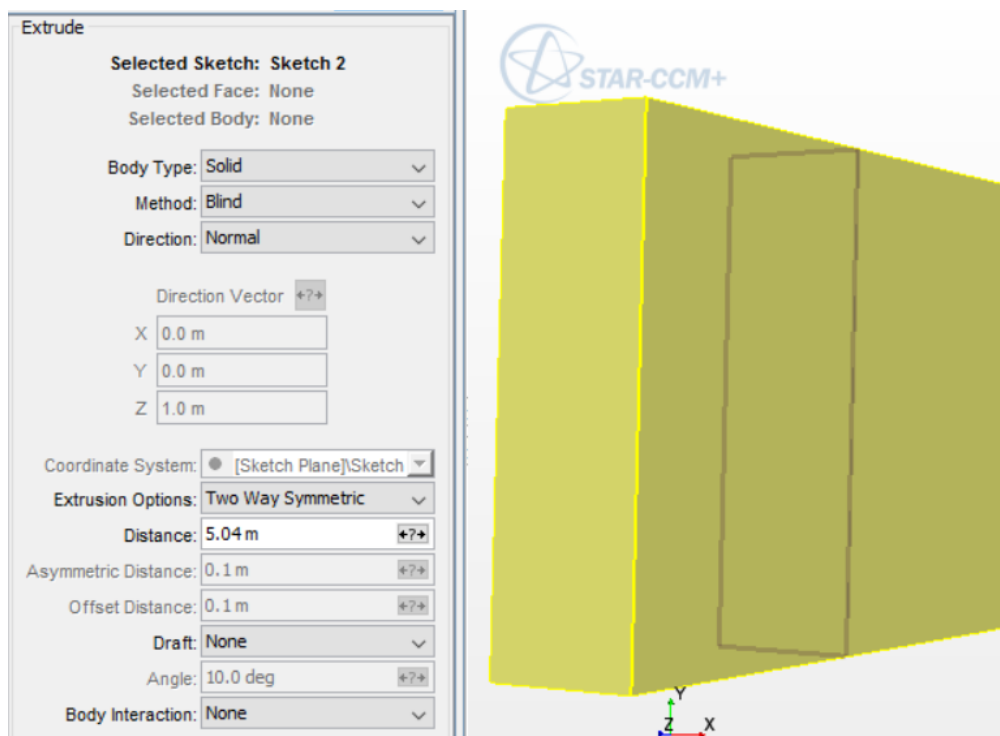 Extrude
Selected Sketch: Sketch 2
Selected Face: None
Selected Body: None
Body Type: Solid
Method: Blind
Direction: Normal
Direction Vector
X 0.0 m
Y 0.0 m
Z 1.0 m
Coordinate System: [Sketch Plane]\Sketch
Extrusion Options: Two Way Symmetric
Distance: 5.04 m
Asymmetric Distance: 0.1 m
Offset Distance: 0.1 m
Draft: None
Angle: 10.0 deg
Body Interaction: None
STAR-CCM+
Y
Z X